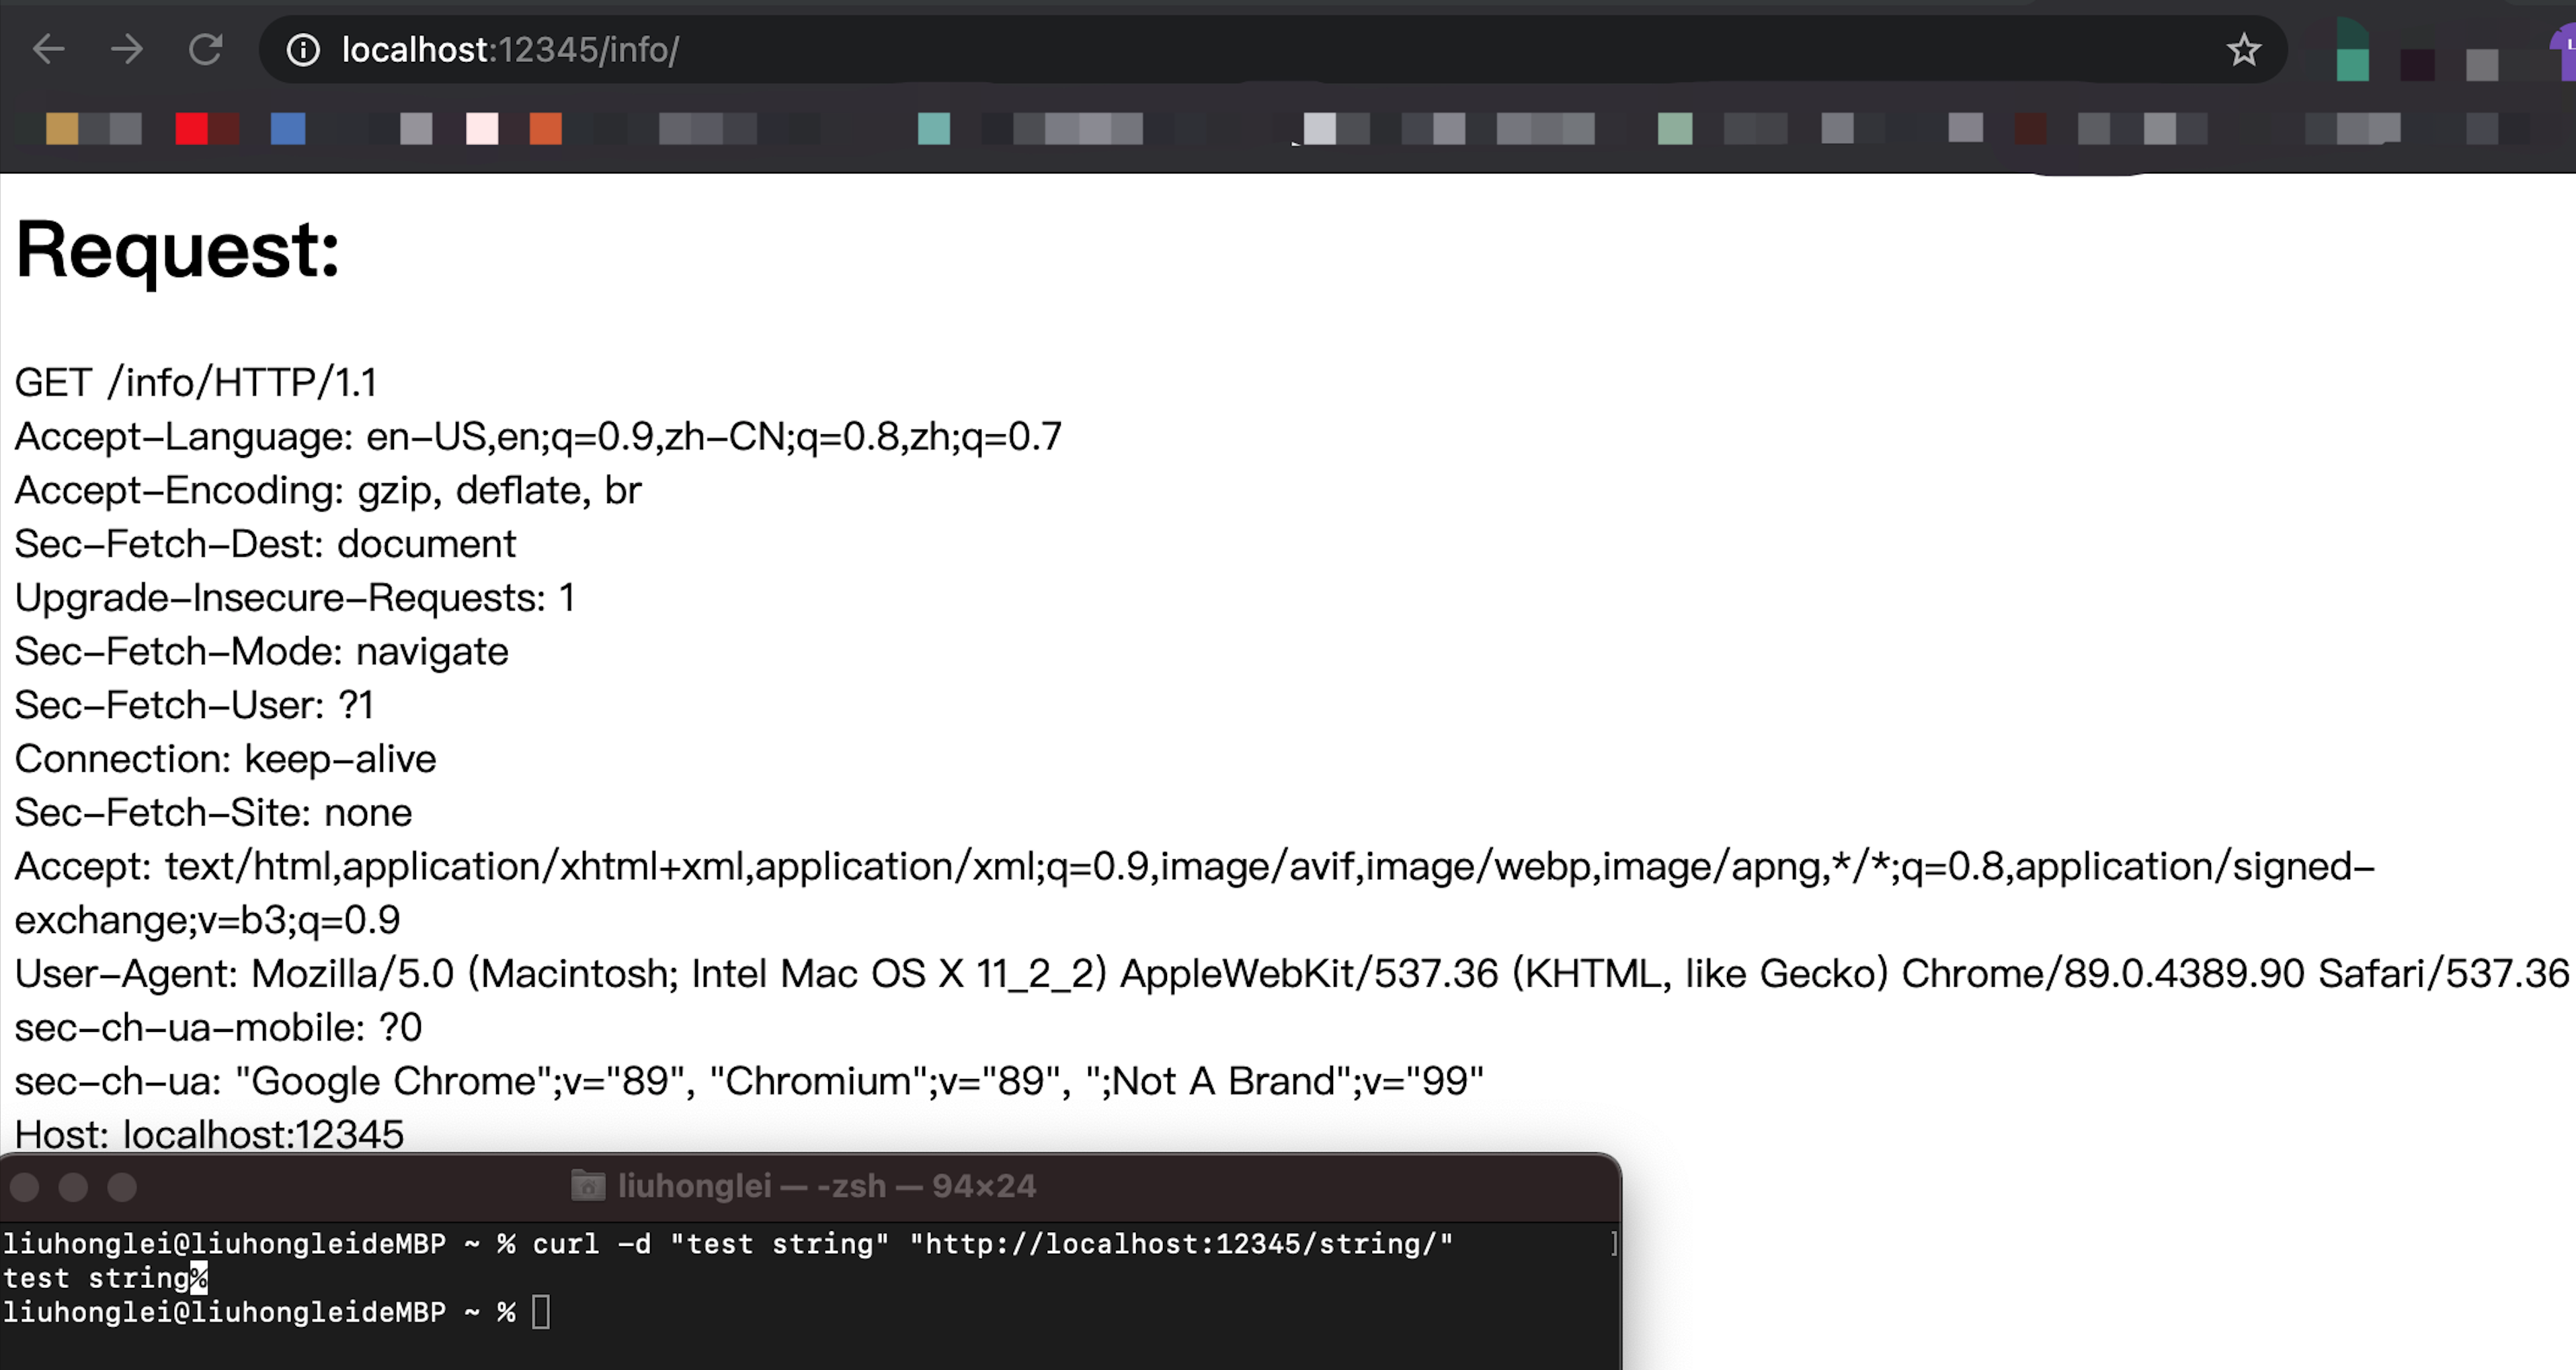 localhost:12345/info/
Request:
GET /info/HTTP/1.1
Accept-Language: en-US,en;q=0.9,zh-CN;q=0.8,zh;q=0.7
Accept-Encoding: gzip, deflate, br
Sec-Fetch-Dest: document
Upgrade-Insecure-Requests: 1
Sec-Fetch-Mode: navigate
Sec-Fetch-User: ?1
Connection: keep-alive
Sec-Fetch-Site: none
Accept: text/html,application/xhtml+xml,application/xml;q=0.9,image/avif,image/webp,image/apng,*/*;q=0.8,application/signed-
exchange;v=b3;q=0.9
User-Agent: Mozilla/5.0 (Macintosh; Intel Mac OS X 11_2_2) AppleWebKit/537.36 (KHTML, like Gecko) Chrome/89.0.4389.90 Safari/537.36
sec-ch-ua-mobile: ?0
sec-ch-ua: "Google Chrome";v="89", "Chromium";v="89", ";Not A Brand";v="99"
Host: localhost:12345
liuhonglei — -zsh — 94×24
liuhonglei@liuhongleideMBP ~ % curl -d "test string" "http://localhost:12345/string/" ]
test string%
liuhonglei@liuhongleideMBP ~ %